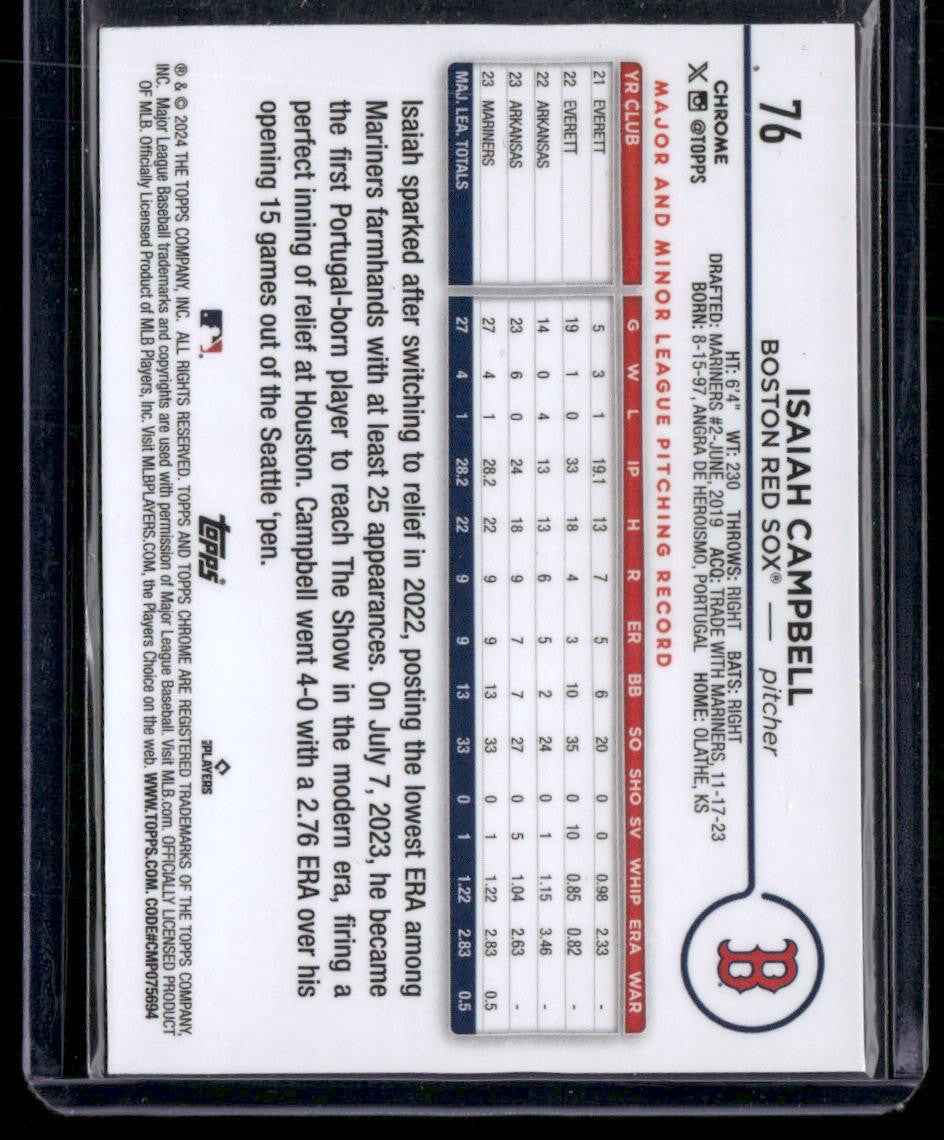 76
ISAIAH CAMPBELL
BOSTON RED SOX® — pitcher
B
CHROME
@TOPPS
HT: 6'4" WT: 230 THROWS: RIGHT BATS: RIGHT
DRAFTED: MARINERS #2-JUNE, 2019 ACQ: TRADE WITH MARINERS, 11-17-23
BORN: 8-15-97, ANGRA DE HEROISMO, PORTUGAL HOME: OLATHE, KS
MAJOR AND MINOR LEAGUE PITCHING RECORD
YR CLUB G W L IP H R ER BB SO SHO SV WHIP ERA WAR
21 EVERETT 5 3 1 19.1 13 7 5 6 20 0 0 0.98 2.33 -
22 EVERETT 19 1 0 33 18 4 3 10 35 0 10 0.85 0.82 -
22 ARKANSAS 14 0 4 13 13 6 5 2 24 0 1 1.15 3.46 -
23 ARKANSAS 23 6 0 24 18 9 7 7 27 0 5 1.04 2.63 -
23 MARINERS 27 4 1 28.2 22 9 9 13 33 0 1 1.22 2.83 0.5
MAJ. LEA. TOTALS 27 4 1 28.2 22 9 9 13 33 0 1 1.22 2.83 0.5
Isaiah sparked after switching to relief in 2022, posting the lowest ERA among
Mariners farmhands with at least 25 appearances. On July 7, 2023, he became
the first Portugal-born player to reach The Show in the modern era, firing a
perfect inning of relief at Houston. Campbell went 4-0 with a 2.76 ERA over his
opening 15 games out of the Seattle 'pen.
topps
PLAYERS
® & © 2024 THE TOPPS COMPANY, INC. ALL RIGHTS RESERVED. TOPPS AND TOPPS CHROME ARE REGISTERED TRADEMARKS OF THE TOPPS COMPANY,
INC. Major League Baseball trademarks and copyrights are used with permission of Major League Baseball. Visit MLB.com. OFFICIALLY LICENSED PRODUCT
OF MLB. Officially Licensed Product of MLB Players, Inc. Visit MLBPLAYERS.COM, the Players Choice on the web. WWW.TOPPS.COM. CODE#CMP075694